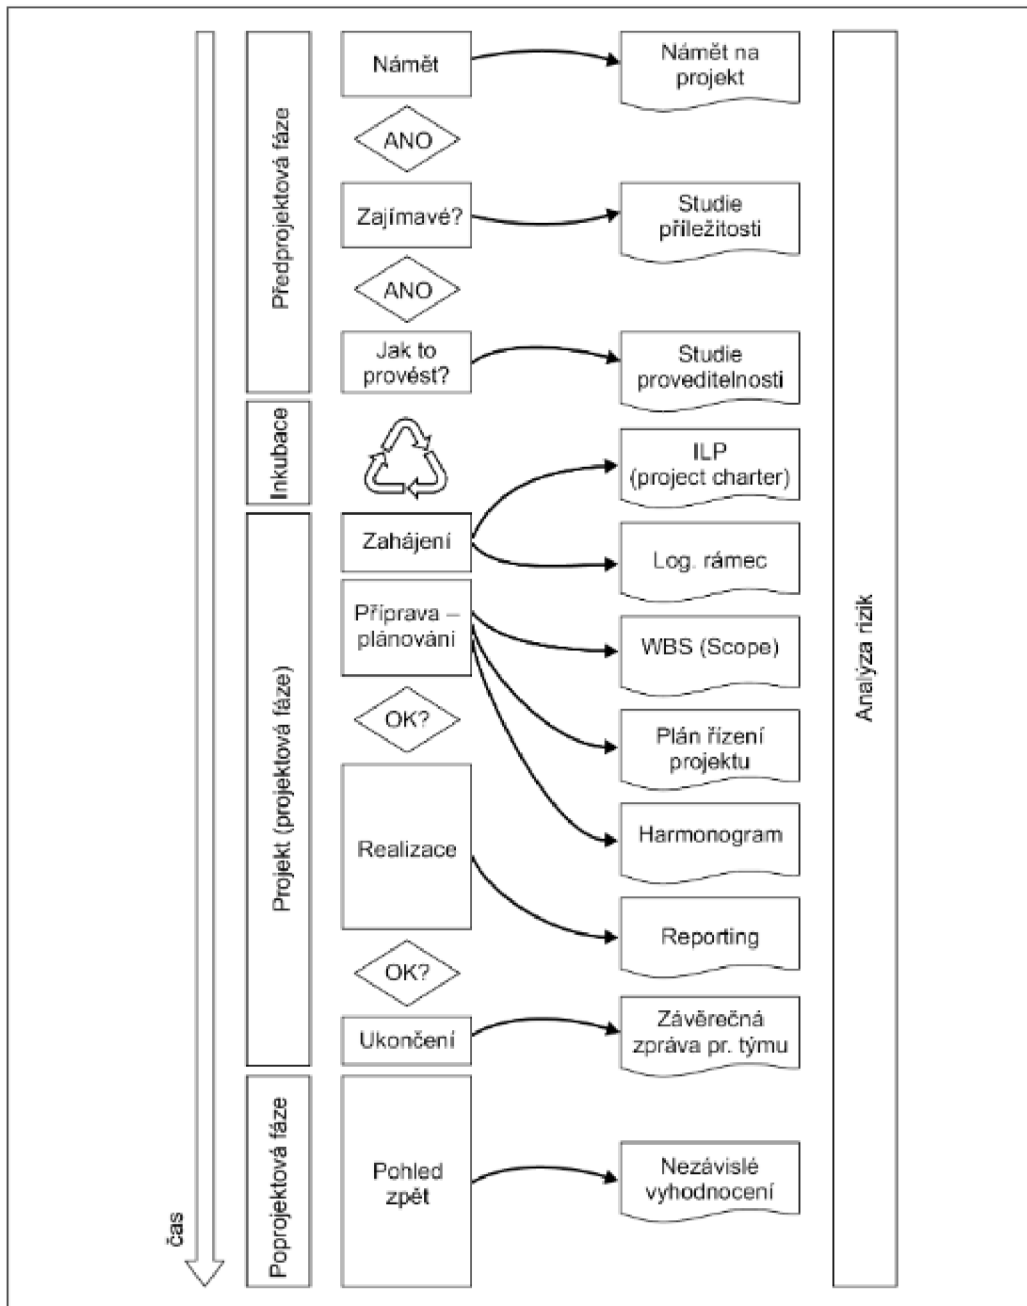 Námět
Námět na
projekt
ANO
Zajímavé?
Studie
příležitosti
ANO
Předprojektová fáze
Jak to
provést?
Studie
proveditelnosti
Inkubace
ILP
(project charter)
Zahájení
Log. rámec
Příprava –
plánování
WBS (Scope)
OK?
Plán řízení
projektu
Projekt (projektová fáze)
Realizace
Harmonogram
Reporting
OK?
Ukončení
Závěrečná
zpráva pr. týmu
Poprojektová fáze
Pohled
zpět
Nezávislé
vyhodnocení
čas
Analýza rizik